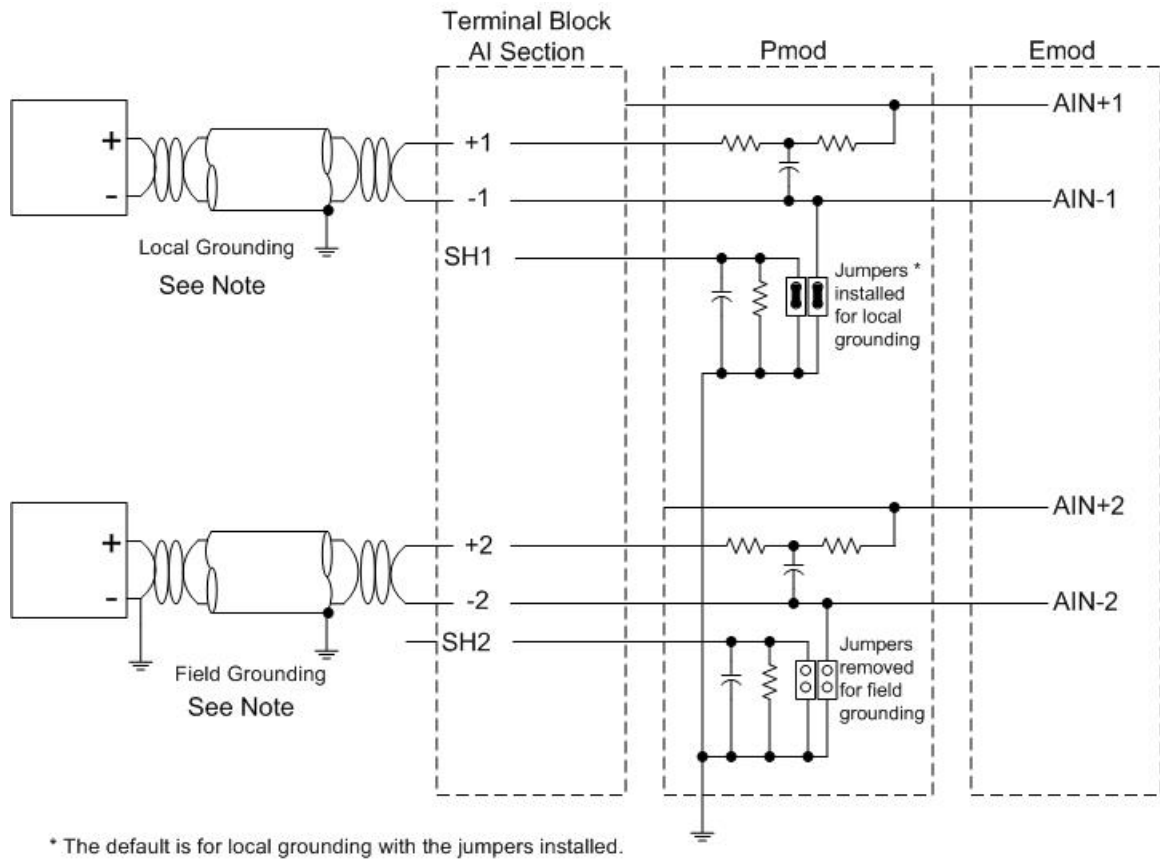 Terminal Block
AI Section
Pmod
Emod
AIN+1
+
+1
-
-1
AIN-1
Local Grounding
See Note
SH1
Jumpers *
installed
for local
grounding
AIN+2
+
+2
-
-2
AIN-2
SH2
Field Grounding
See Note
Jumpers
removed
for field
grounding
* The default is for local grounding with the jumpers installed.